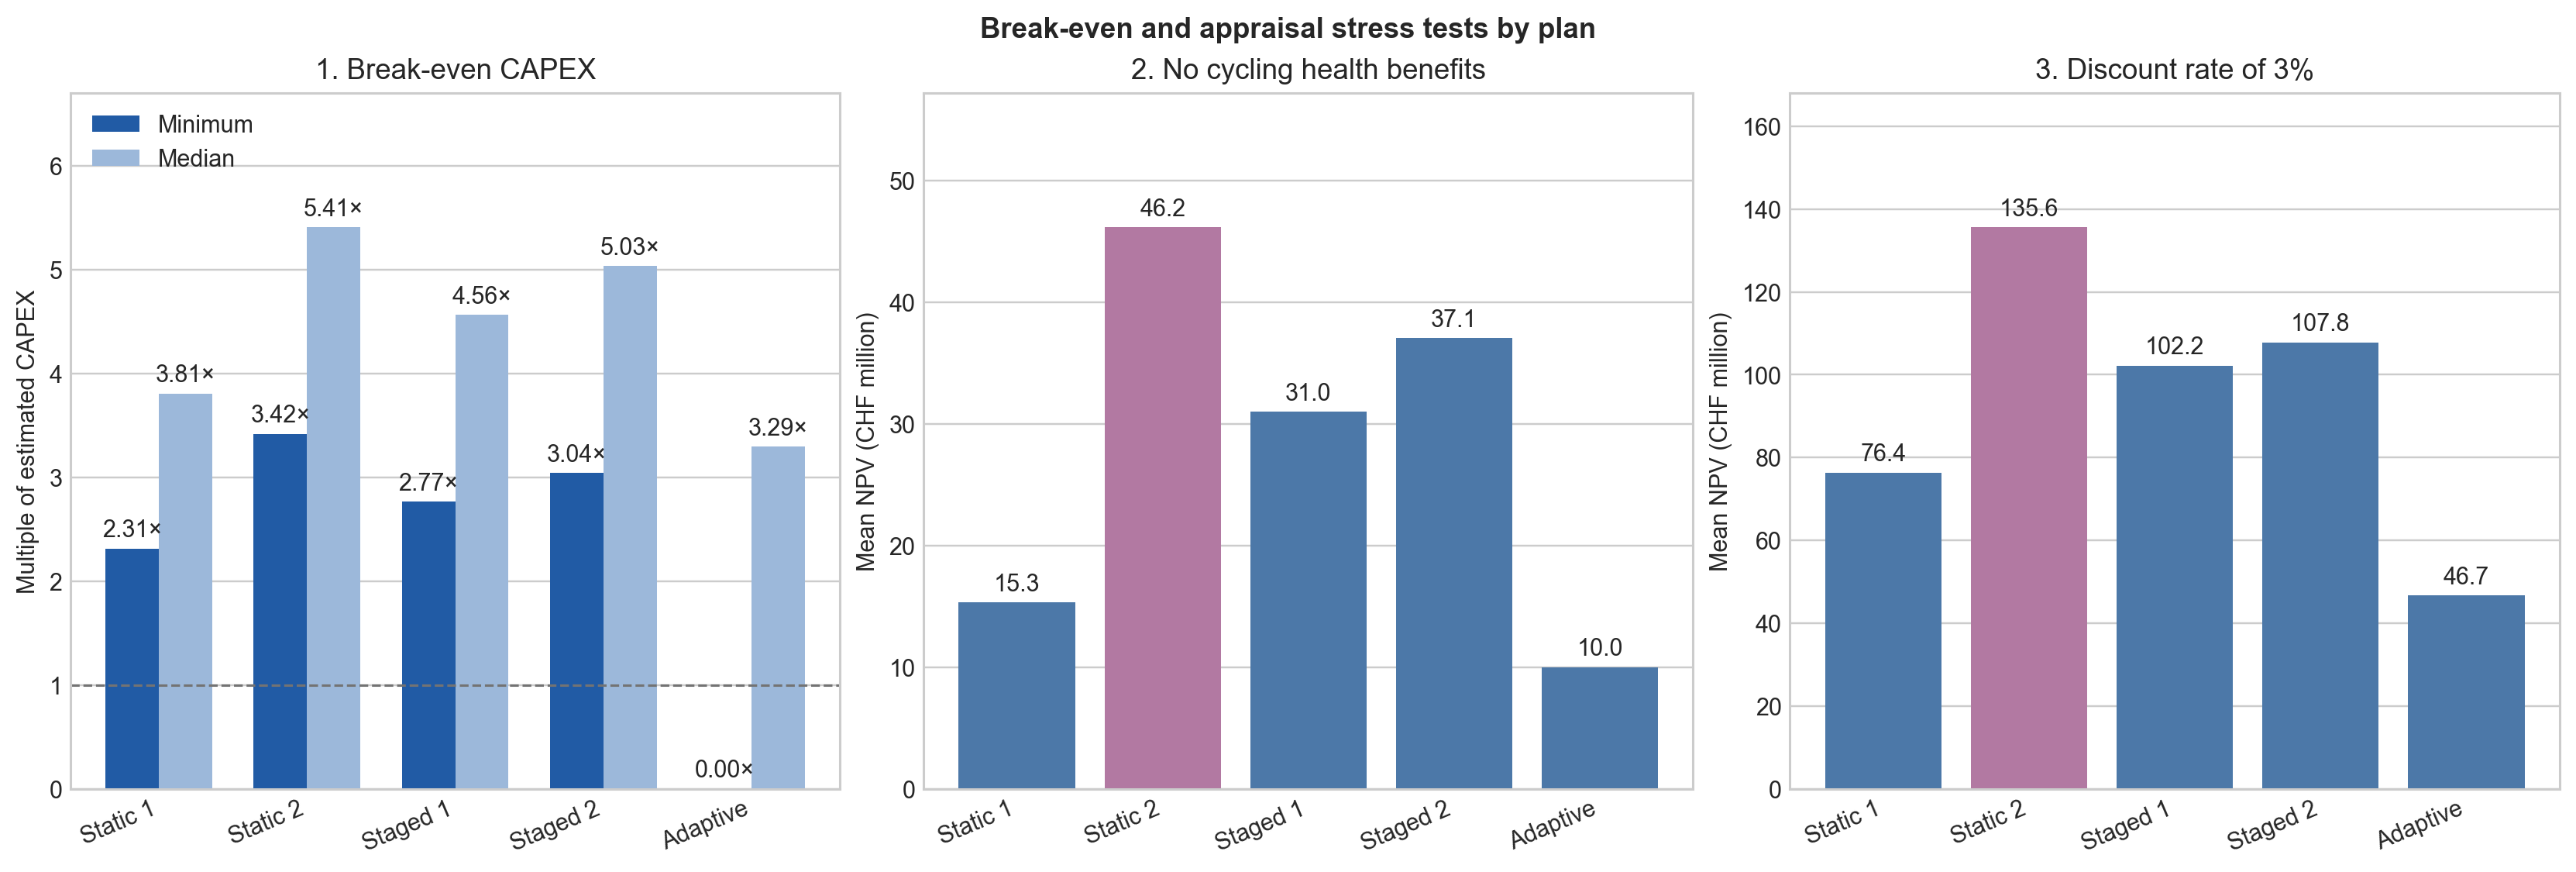 Break-even and appraisal stress tests by plan
1. Break-even CAPEX
Minimum
Median
Multiple of estimated CAPEX
6
5
4
3
2
1
0
2.31×
3.81×
3.42×
5.41×
2.77×
4.56×
3.04×
5.03×
0.00×
3.29×
Static 1
Static 2
Staged 1
Staged 2
Adaptive
2. No cycling health benefits
Mean NPV (CHF million)
50
40
30
20
10
0
15.3
46.2
31.0
37.1
10.0
Static 1
Static 2
Staged 1
Staged 2
Adaptive
3. Discount rate of 3%
Mean NPV (CHF million)
160
140
120
100
80
60
40
20
0
76.4
135.6
102.2
107.8
46.7
Static 1
Static 2
Staged 1
Staged 2
Adaptive